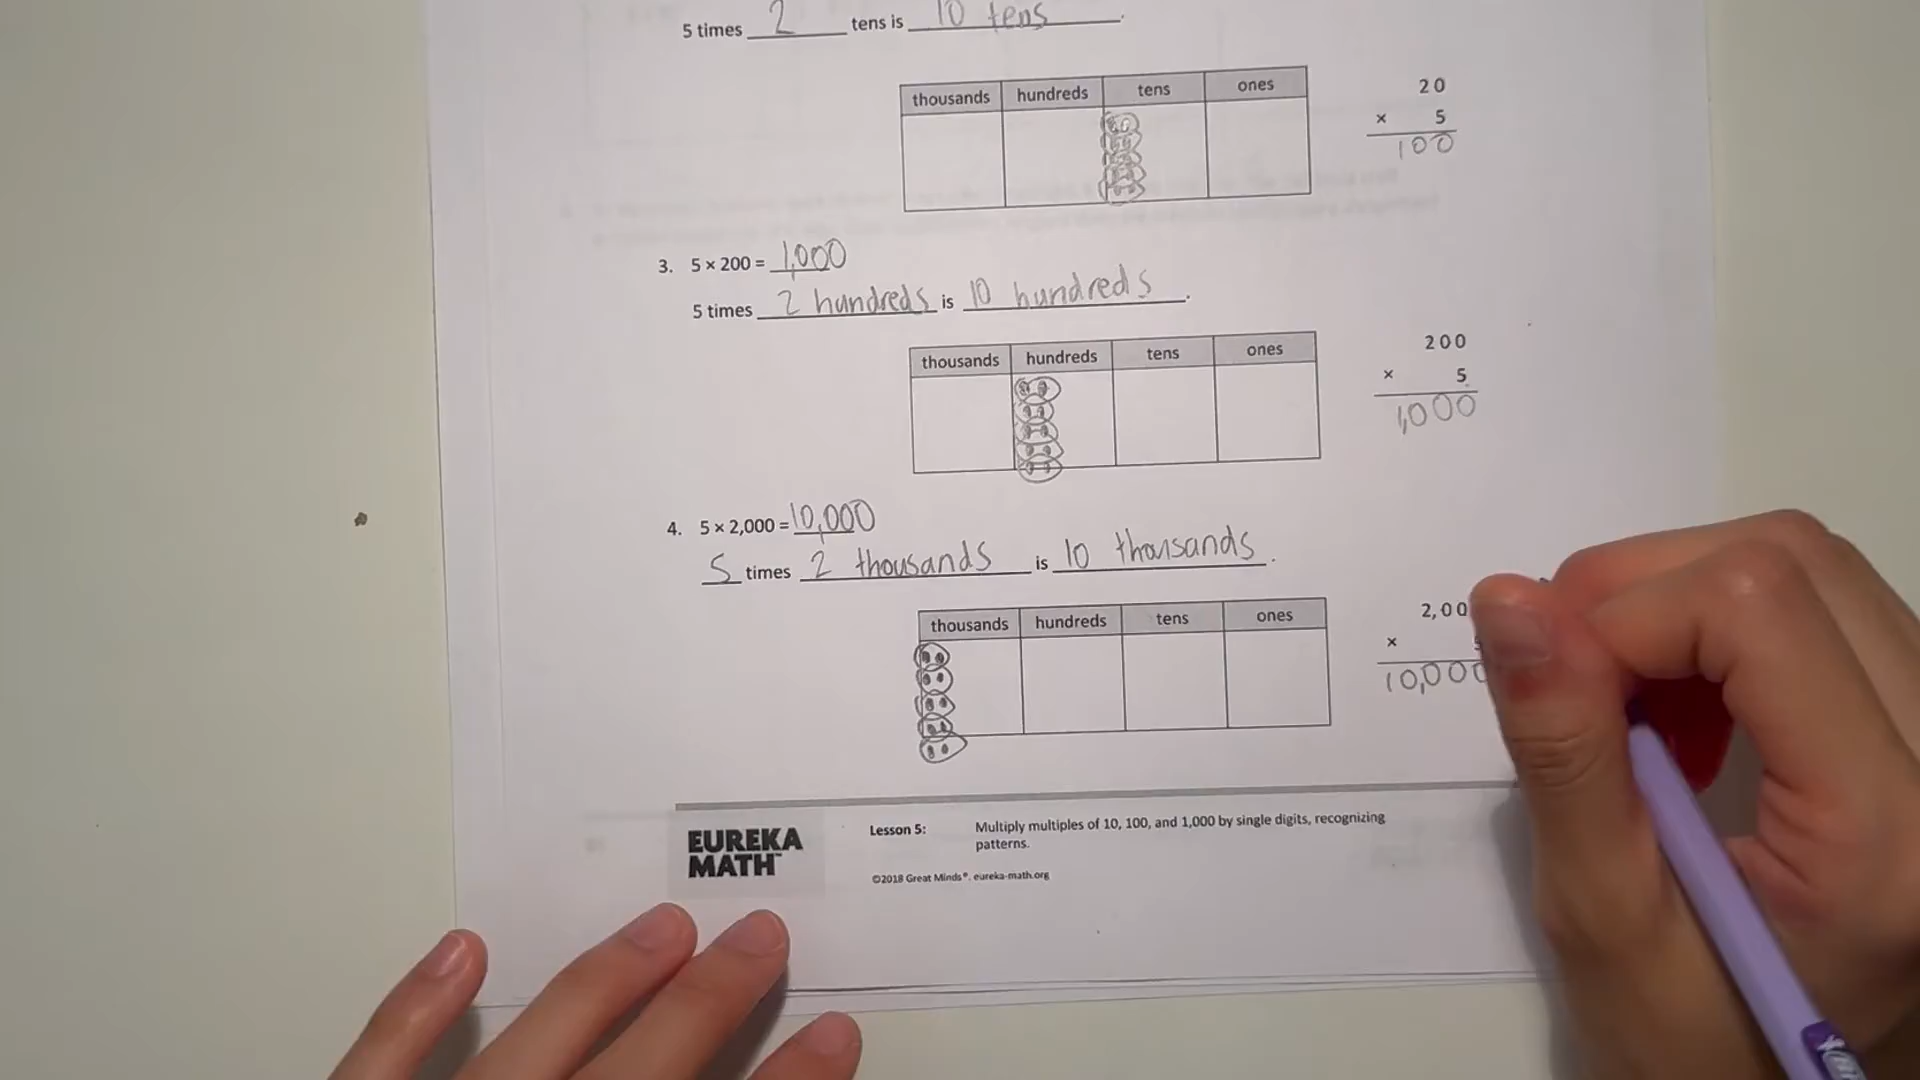 5 times 2 tens is 10 tens.
thousands hundreds tens ones
20
× 5
100
3. 5 × 200 = 1,000
5 times 2 hundreds is 10 hundreds.
thousands hundreds tens ones
200
× 5
1,000
4. 5 × 2,000 = 10,000
5 times 2 thousands is 10 thousands.
thousands hundreds tens ones
2,00
×
10,000
EUREKA
MATH™
Lesson 5: Multiply multiples of 10, 100, and 1,000 by single digits, recognizing
patterns.
©2018 Great Minds®. eureka-math.org